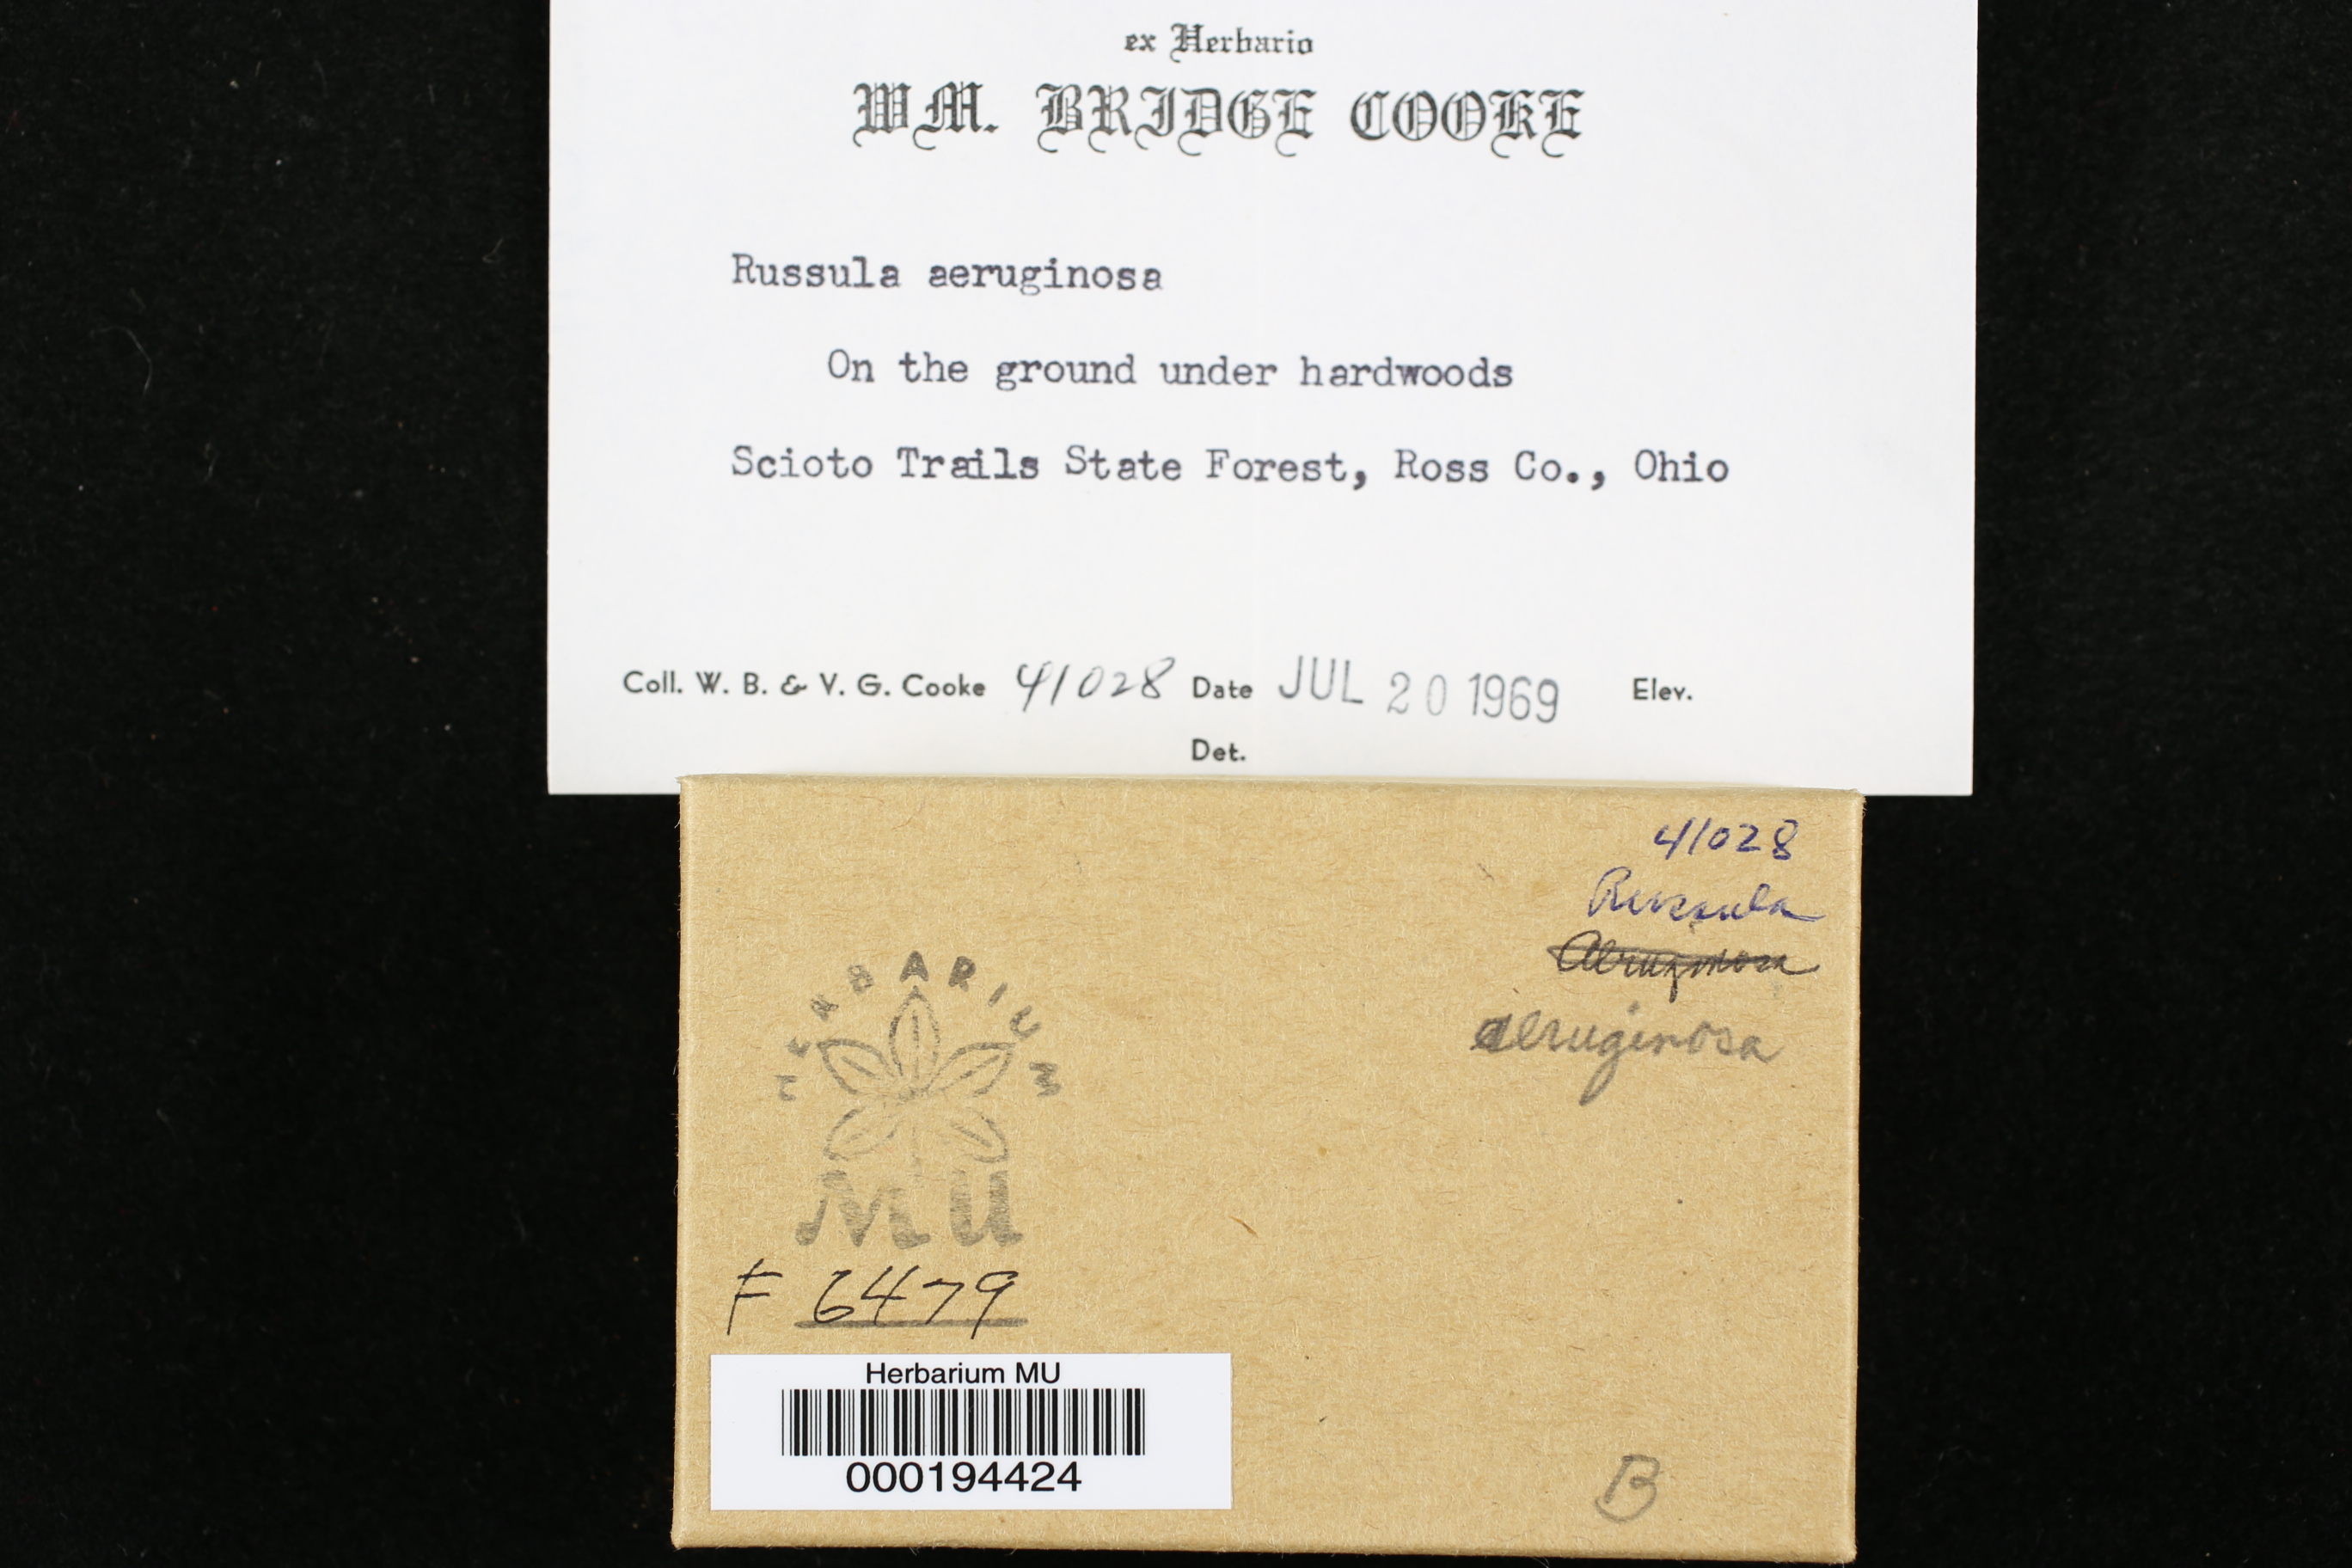 ex Herbario
WM. BRIDGE COOKE
Russula aeruginosa
On the ground under hardwoods
Scioto Trails State Forest, Ross Co., Ohio
Coll. W. B. & V. G. Cooke 41028 Date JUL 20 1969 Elev.
Det.
41028
Russula
aeruginosa
aeruginosa
HERBARIUM
MU
F 6479
Herbarium MU
000194424
B